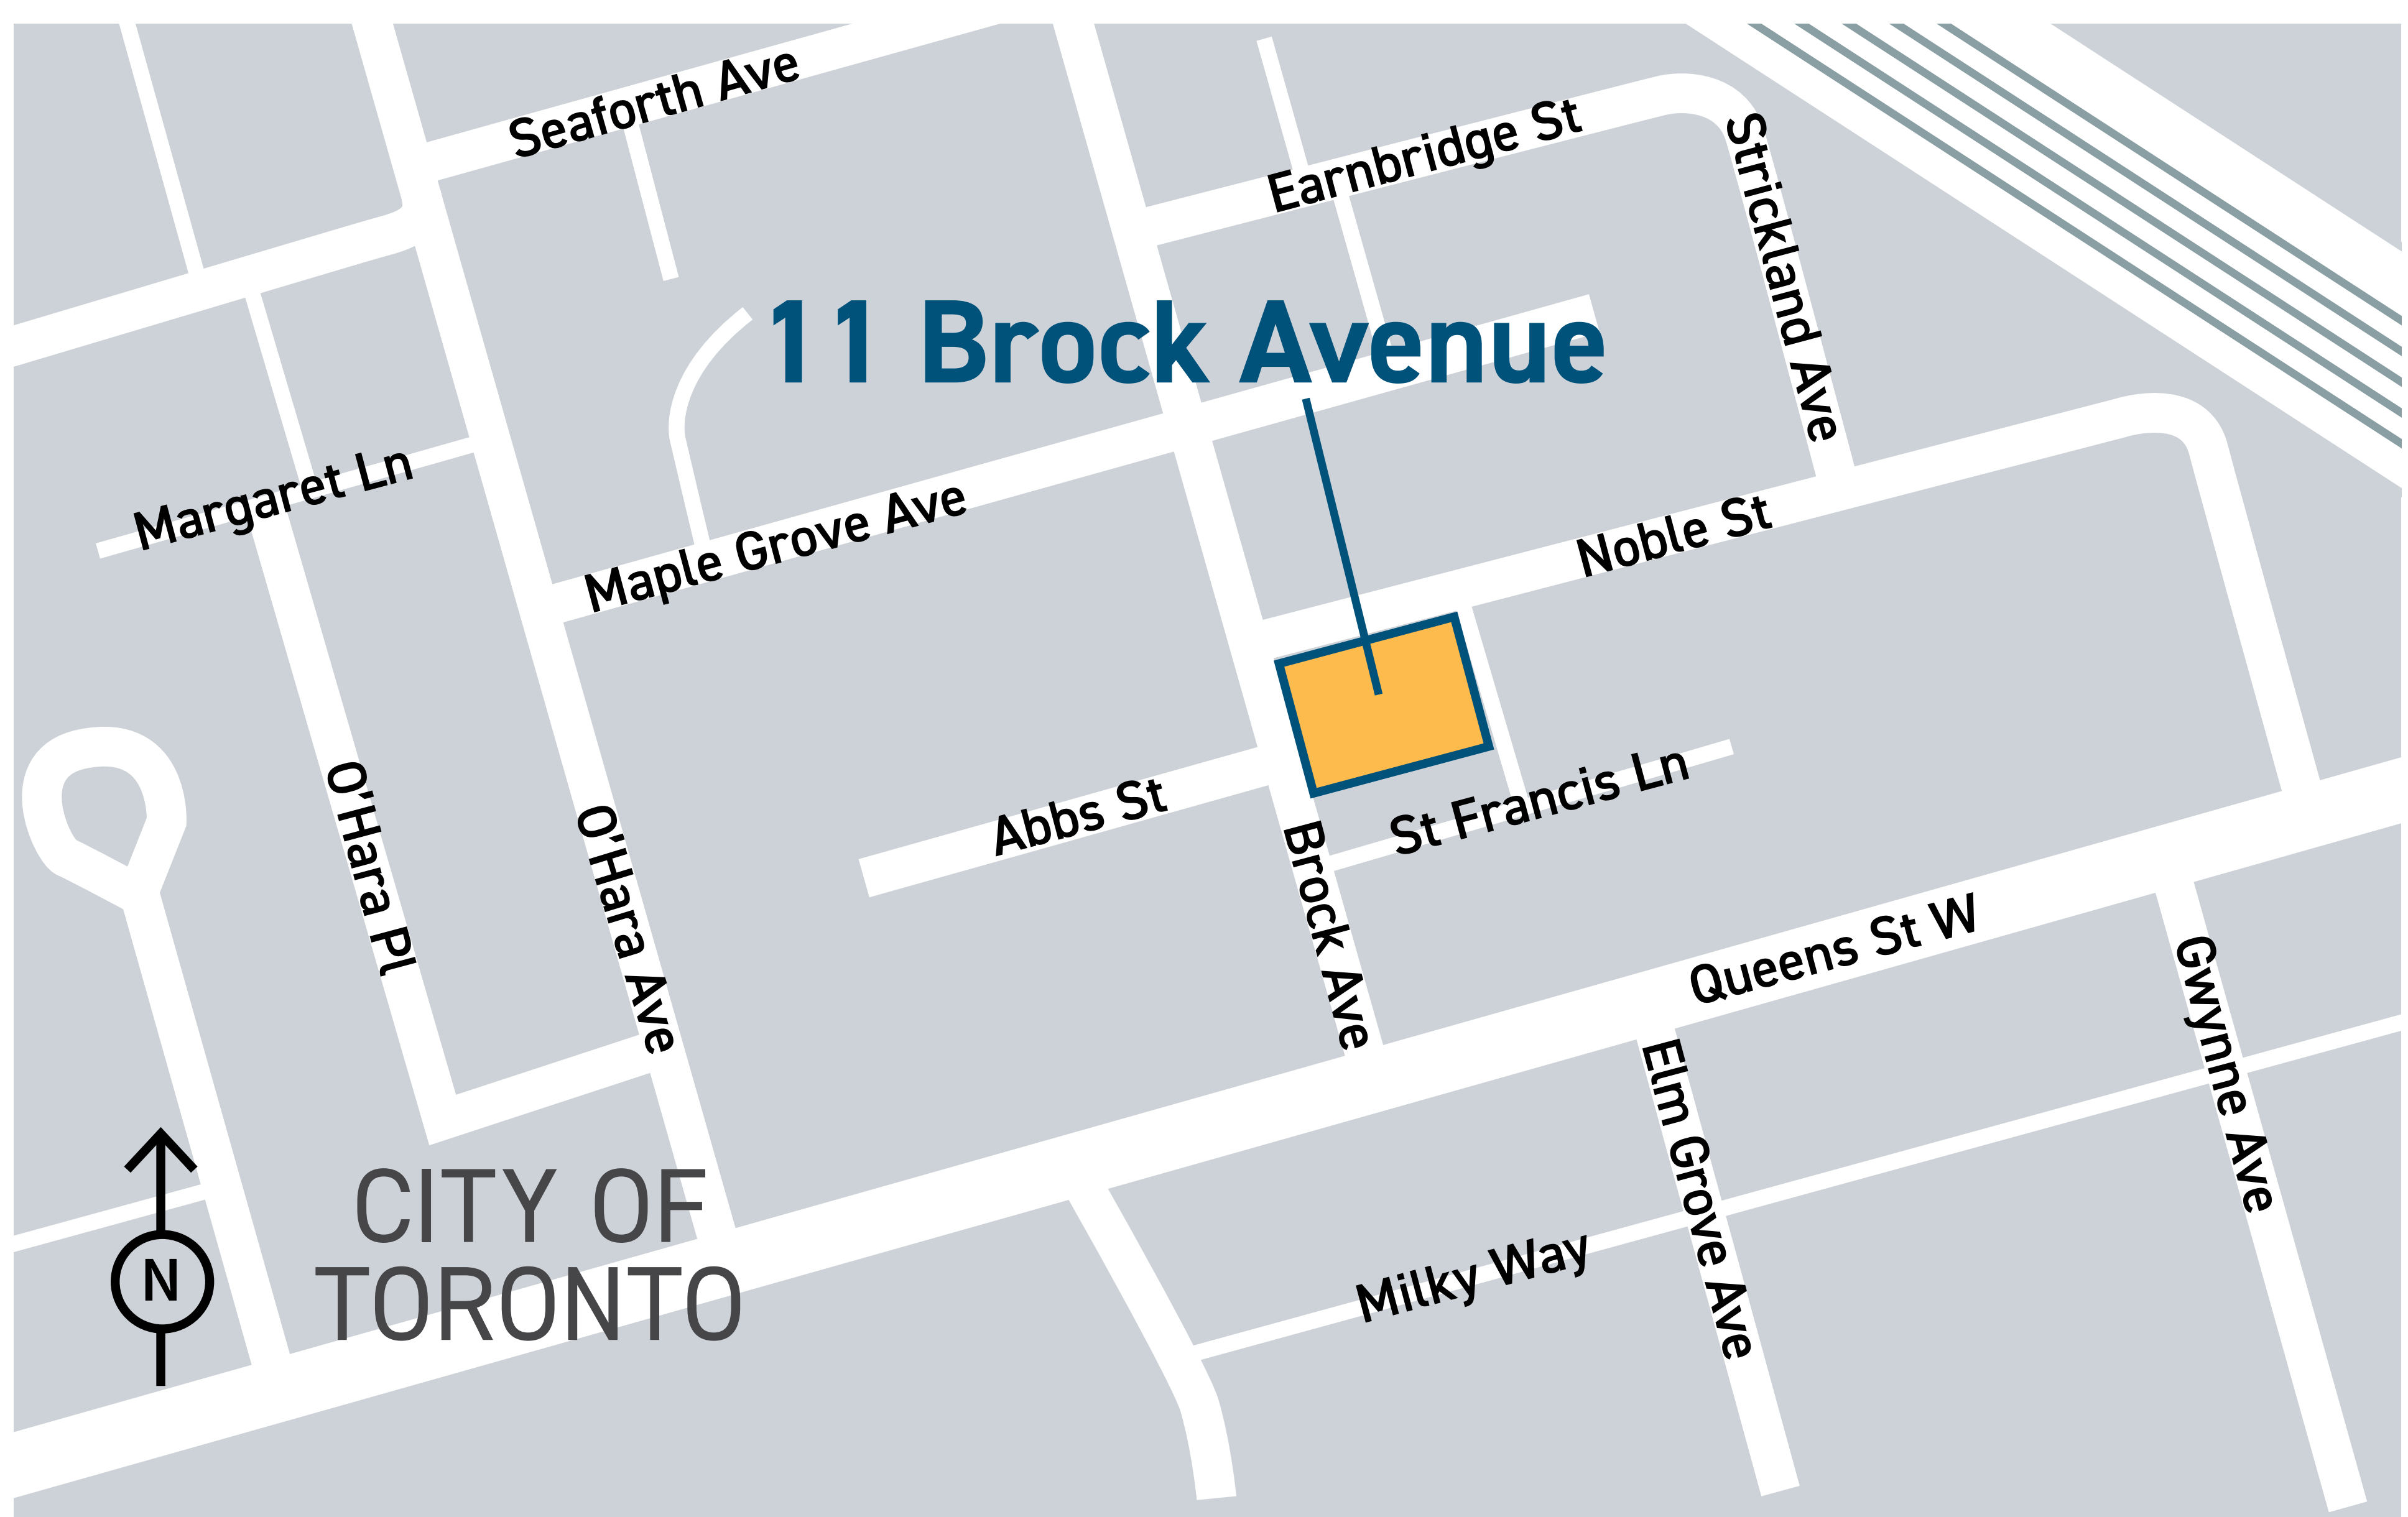 Seaforth Ave
Earnbridge St
Strickland Ave
11 Brock Avenue
Margaret Ln
Maple Grove Ave
Noble St
O'Hara Pl
O'Hara Ave
Abbs St
St Francis Ln
Brock Ave
Queens St W
Gwynne Ave
Elm Grove Ave
Milky Way
CITY OF
TORONTO
N